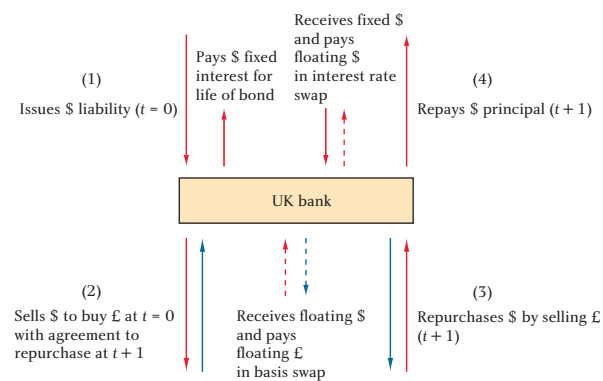 (1)
Issues $ liability (t = 0)
Pays $ fixed
interest for
life of bond
Receives fixed $
and pays
floating $
in interest rate
swap
(4)
Repays $ principal (t + 1)
UK bank
(2)
Sells $ to buy £ at t = 0
with agreement to
repurchase at t + 1
Receives floating $
and pays
floating £
in basis swap
(3)
Repurchases $ by selling £
(t + 1)